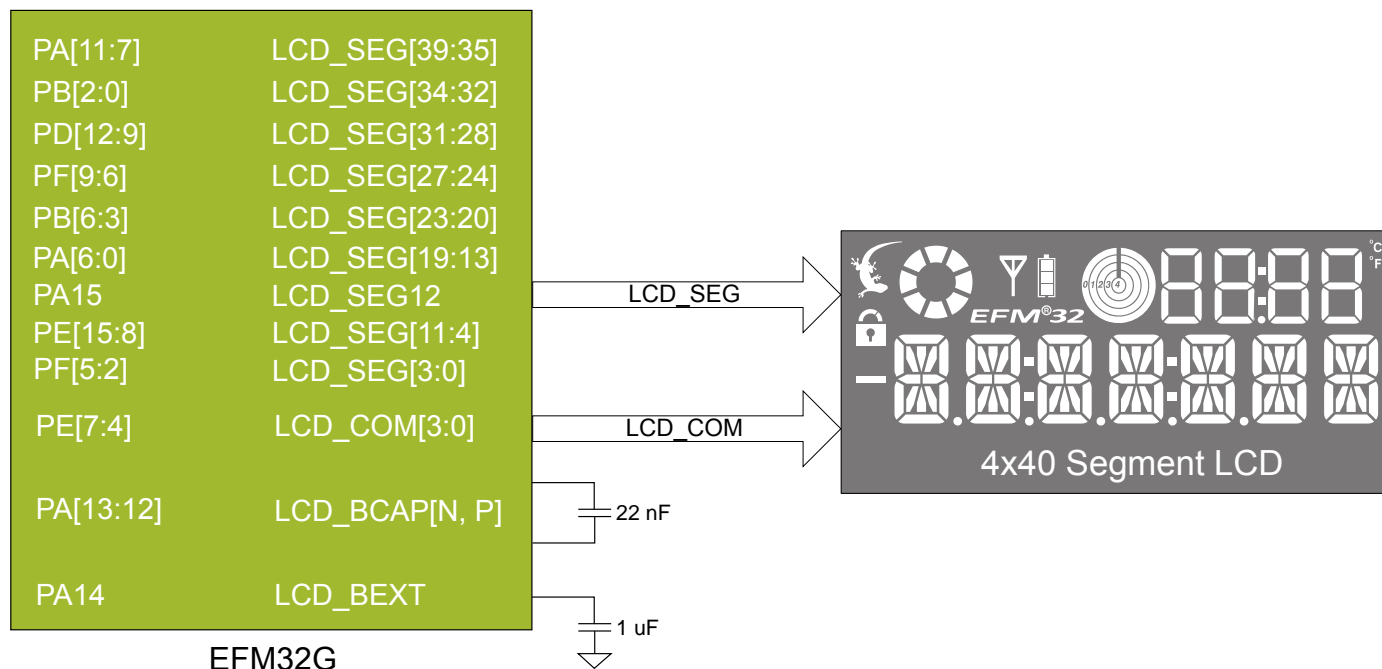 PA[11:7] LCD_SEG[39:35]
PB[2:0] LCD_SEG[34:32]
PD[12:9] LCD_SEG[31:28]
PF[9:6] LCD_SEG[27:24]
PB[6:3] LCD_SEG[23:20]
PA[6:0] LCD_SEG[19:13]
PA15 LCD_SEG12
PE[15:8] LCD_SEG[11:4]
PF[5:2] LCD_SEG[3:0]
PE[7:4] LCD_COM[3:0]
PA[13:12] LCD_BCAP[N, P]
PA14 LCD_BEXT
EFM32G
LCD_SEG
LCD_COM
22 nF
1 uF
°C
°F
0 1 2 3 4
EFM®32
4x40 Segment LCD